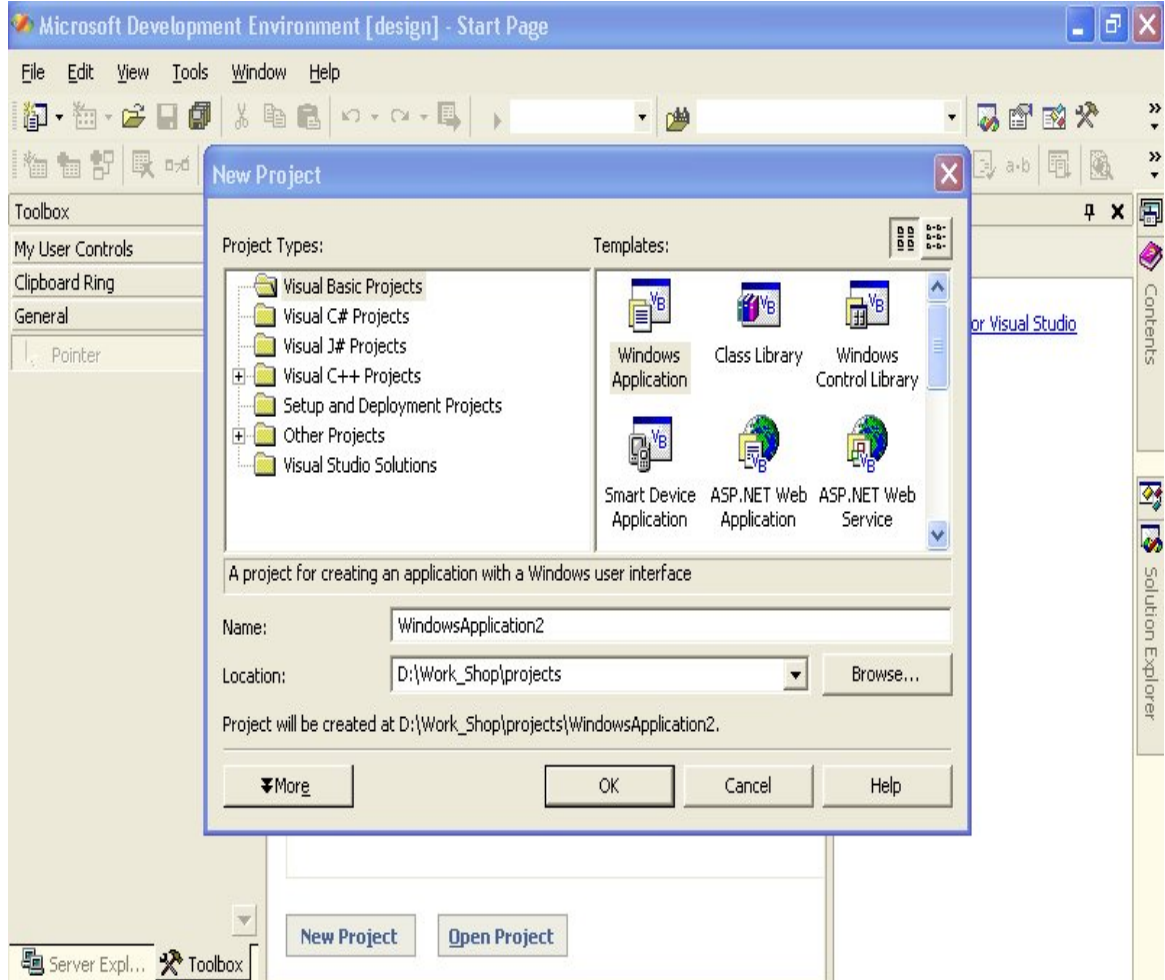 Microsoft Development Environment [design] - Start Page
File Edit View Tools Window Help
a·b
Toolbox
My User Controls
Clipboard Ring
General
Pointer
New Project
Project Types:
Templates:
Visual Basic Projects
Visual C# Projects
Visual J# Projects
Visual C++ Projects
Setup and Deployment Projects
Other Projects
Visual Studio Solutions
Windows Application
Class Library
Windows Control Library
Smart Device Application
ASP.NET Web Application
ASP.NET Web Service
A project for creating an application with a Windows user interface
Name: WindowsApplication2
Location: D:\Work_Shop\projects
Browse...
Project will be created at D:\Work_Shop\projects\WindowsApplication2.
More
OK
Cancel
Help
or Visual Studio
Contents
Solution Explorer
New Project
Open Project
Server Expl...
Toolbox